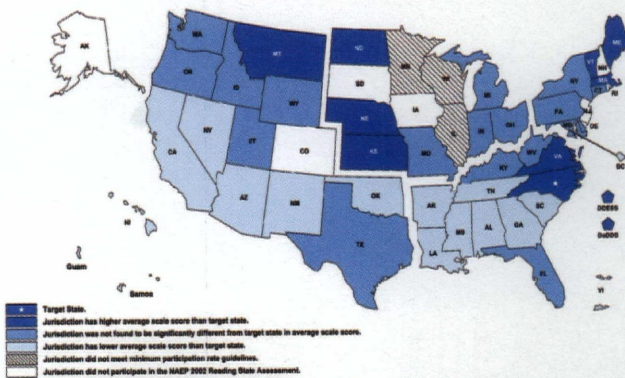 AK
WA
MT
ND
MN
ME
VT
NH
OR
ID
WY
SD
WI
MI
NY
MA
CT
RI
NV
UT
CO
NE
IA
IL
IN
OH
PA
DE
CA
KS
MO
KY
WV
VA
DC
AZ
NM
OK
AR
TN
SC
DDESS
DoDDS
HI
TX
LA
MS
AL
GA
FL
VI
Guam
Samoa
Target State.
Jurisdiction has higher average scale score than target state.
Jurisdiction was not found to be significantly different from target state in average scale score.
Jurisdiction has lower average scale score than target state.
Jurisdiction did not meet minimum participation rate guidelines.
Jurisdiction did not participate in the NAEP 2002 Reading State Assessment.